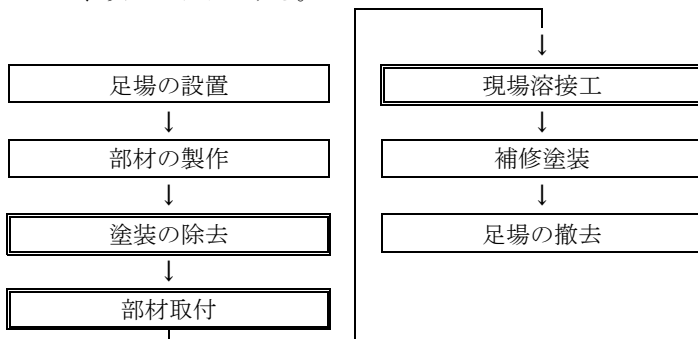 足場の設置
↓
部材の製作
↓
塗装の除去
↓
部材取付
↓
現場溶接工
↓
補修塗装
↓
足場の撤去